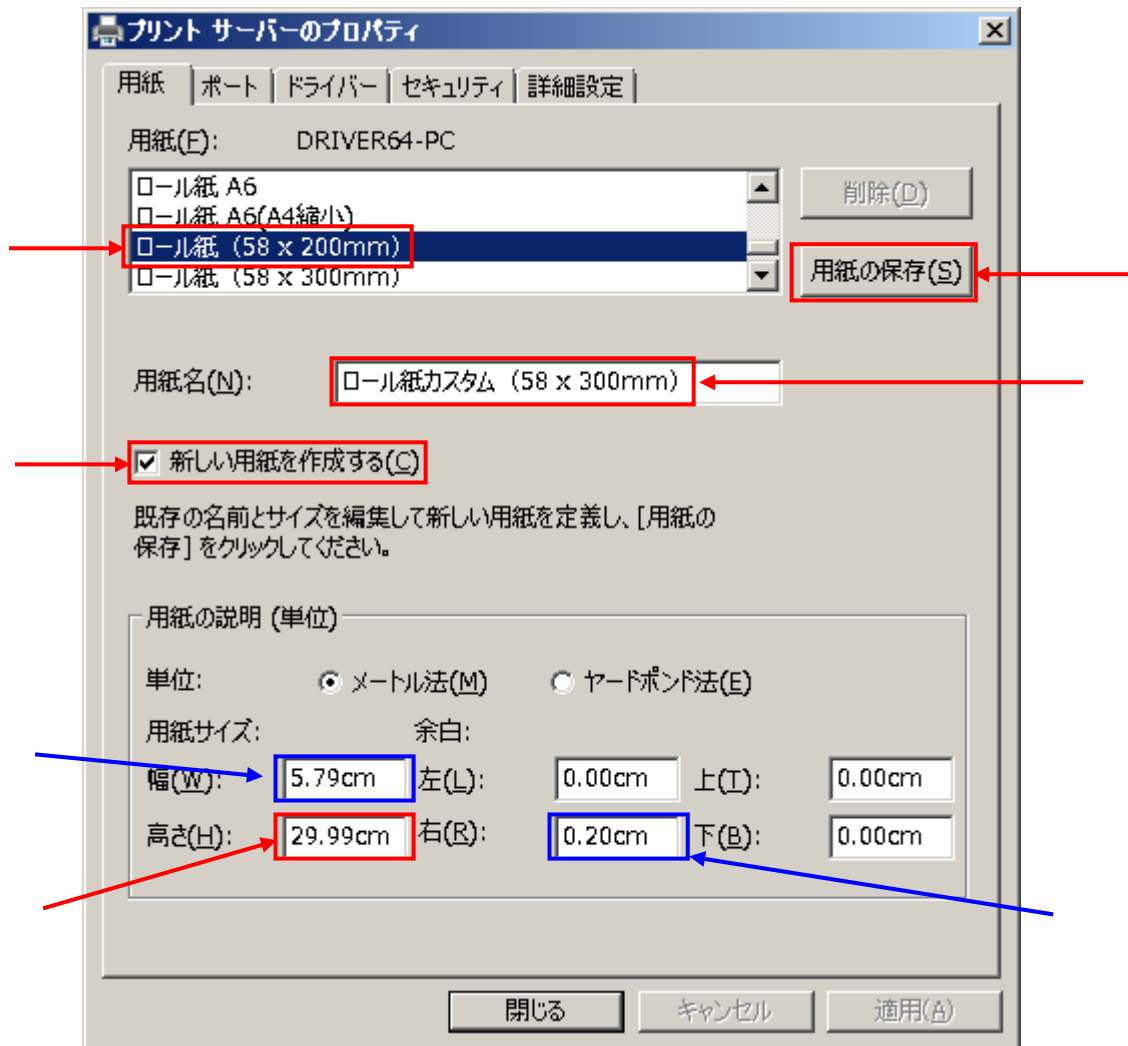 プリント サーバーのプロパティ
用紙 ポート ドライバー セキュリティ 詳細設定
用紙(F): DRIVER64-PC
ロール紙 A6
ロール紙 A6(A4縮小)
ロール紙 (58 x 200mm)
ロール紙 (58 x 300mm)
削除(D)
用紙の保存(S)
用紙名(N): ロール紙カスタム (58 x 300mm)
新しい用紙を作成する(C)
既存の名前とサイズを編集して新しい用紙を定義し、[用紙の
保存] をクリックしてください。
用紙の説明 (単位)
単位: メートル法(M) ヤードポンド法(E)
用紙サイズ: 余白:
幅(W): 5.79cm 左(L): 0.00cm 上(T): 0.00cm
高さ(H): 29.99cm 右(R): 0.20cm 下(B): 0.00cm
閉じる キャンセル 適用(A)